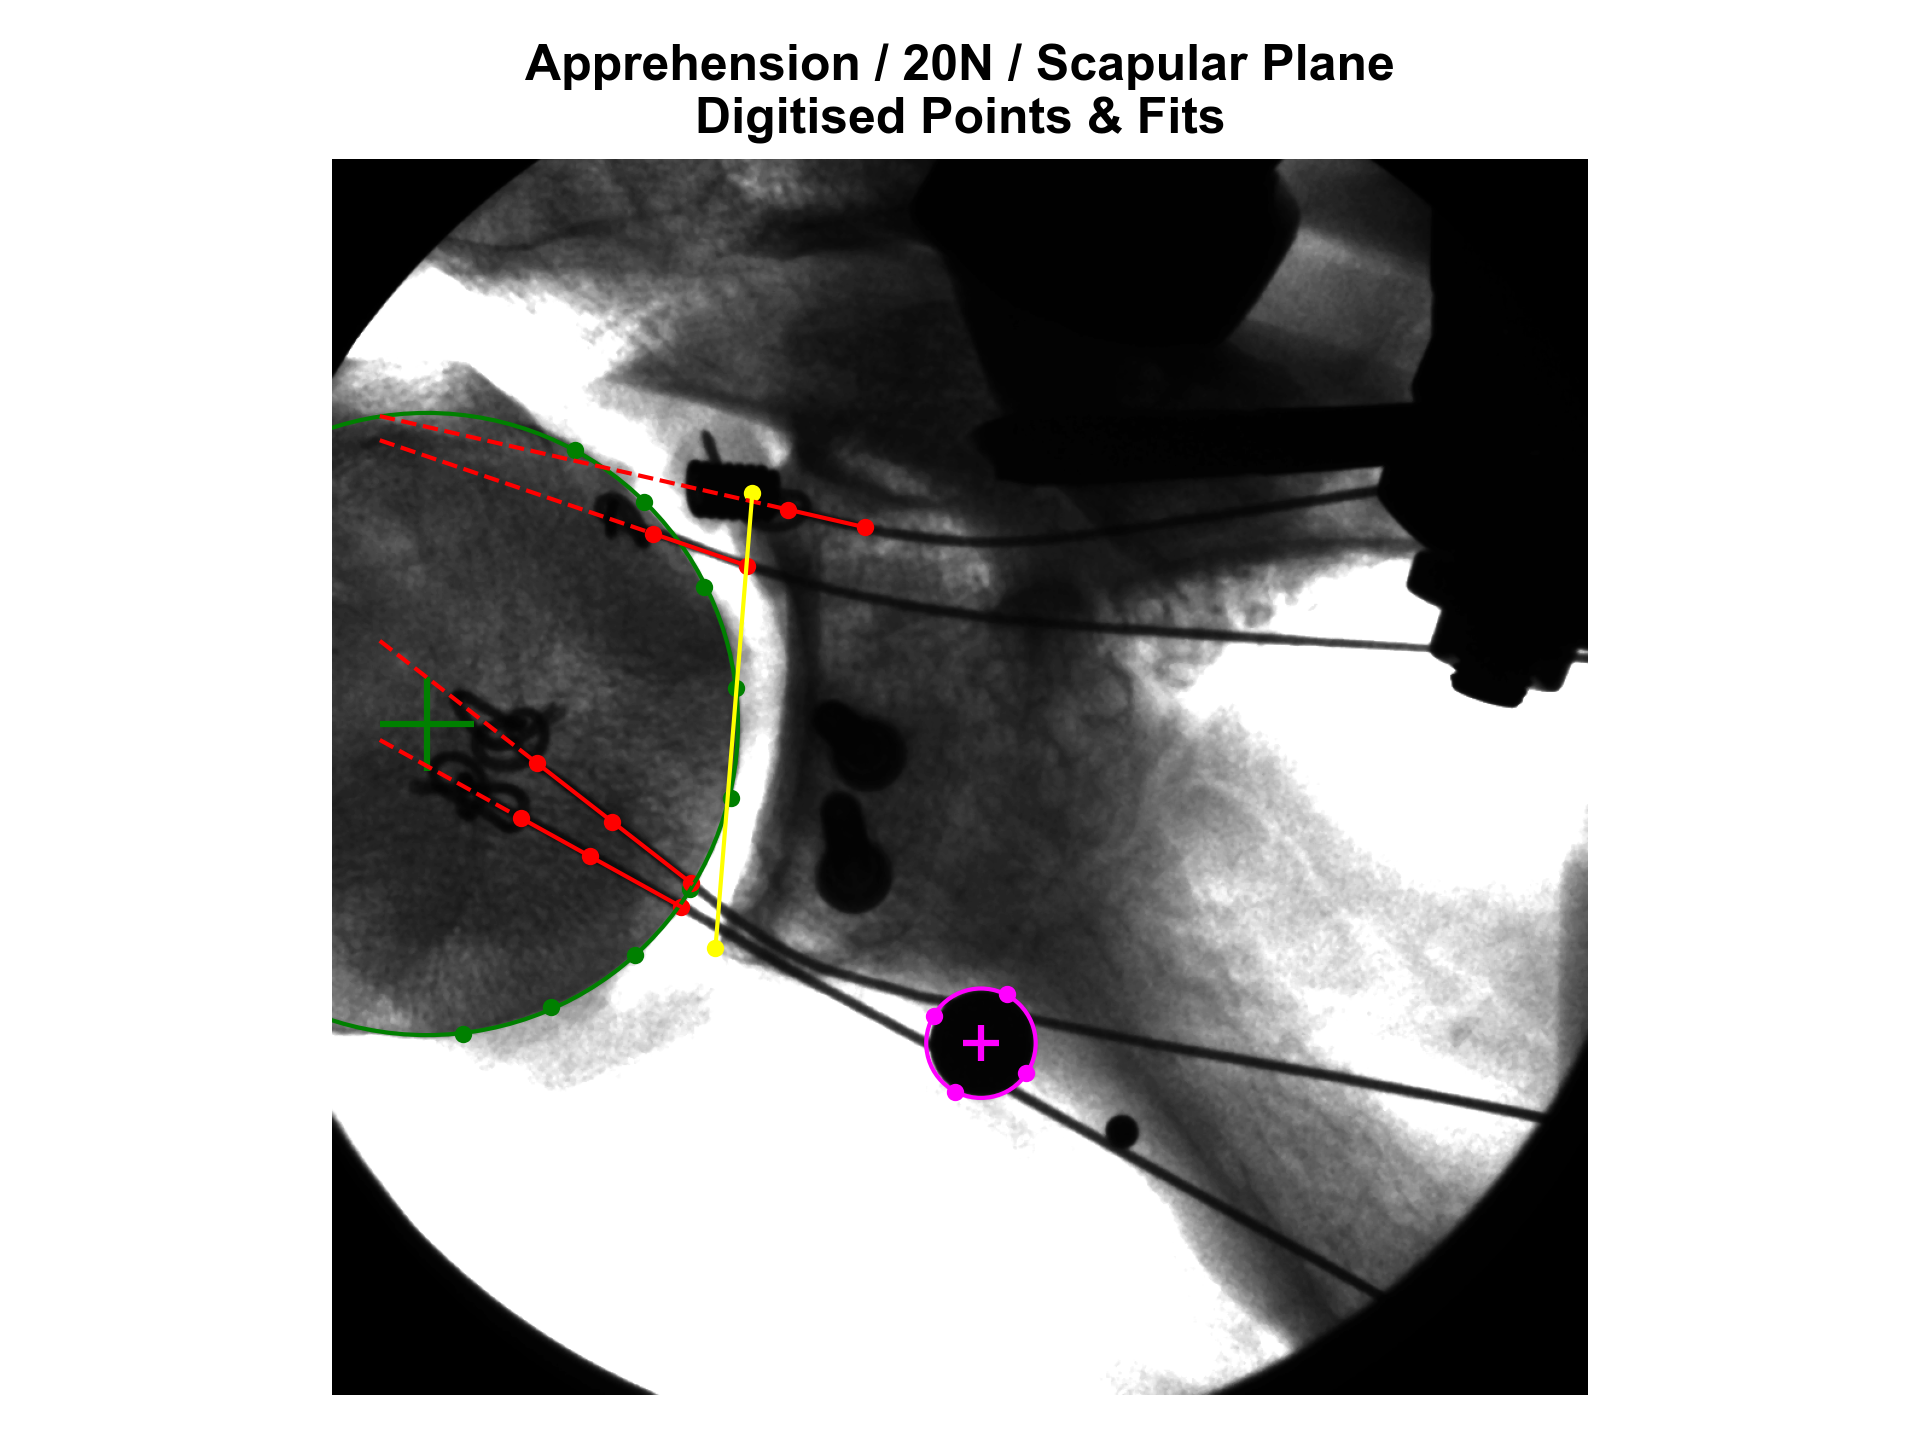 Apprehension / 20N / Scapular Plane
Digitised Points & Fits